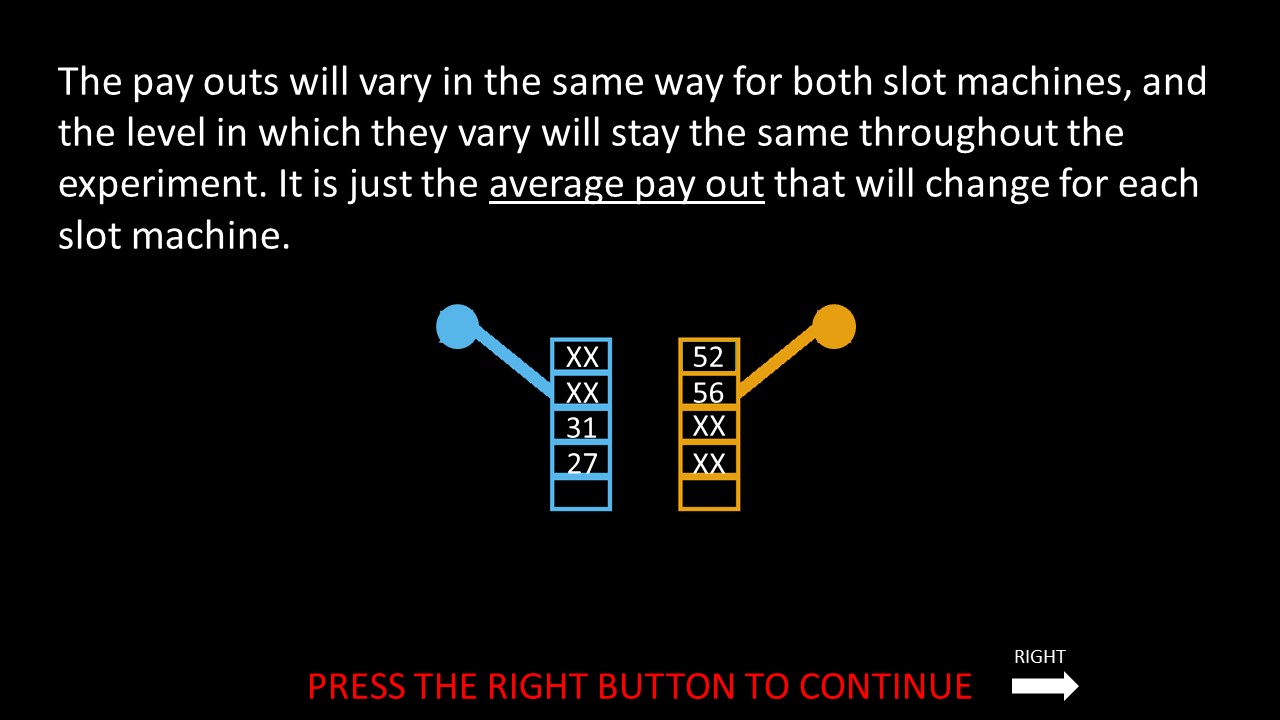 The pay outs will vary in the same way for both slot machines, and
the level in which they vary will stay the same throughout the
experiment. It is just the average pay out that will change for each
slot machine.
XX 52
XX 56
31 XX
27 XX
RIGHT
PRESS THE RIGHT BUTTON TO CONTINUE